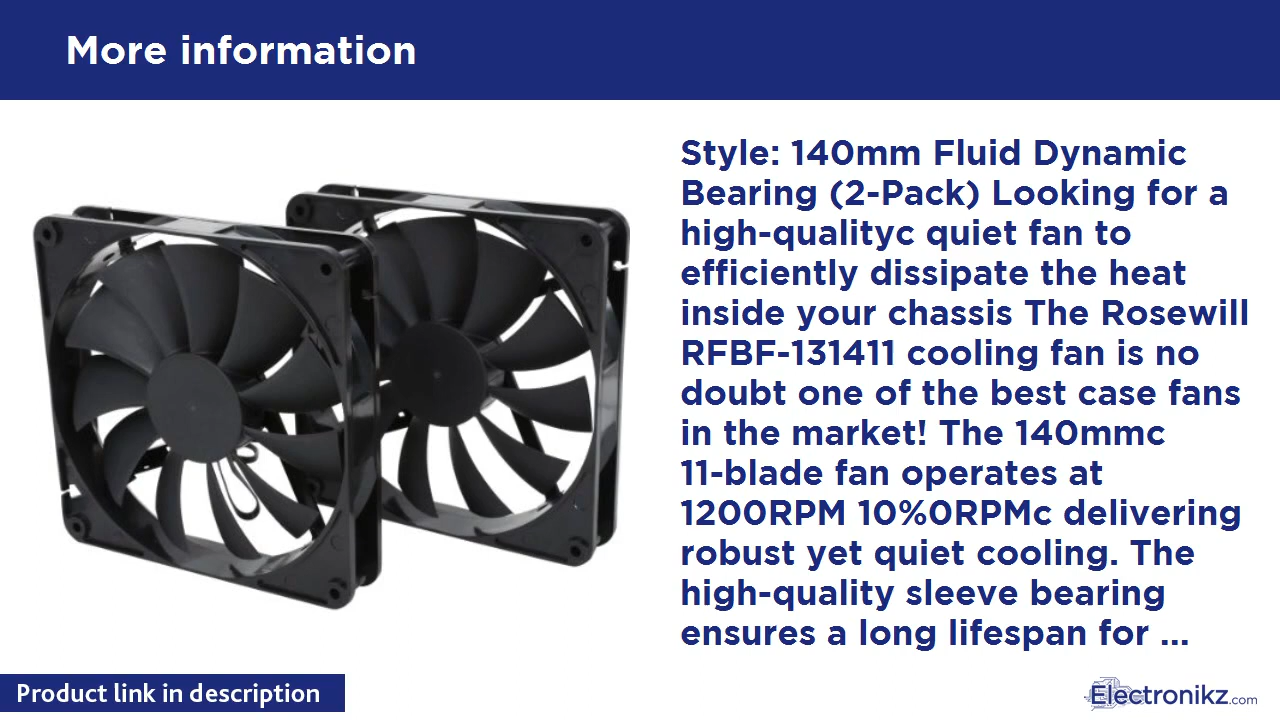 More information
Style: 140mm Fluid Dynamic
Bearing (2-Pack) Looking for a
high-qualityc quiet fan to
efficiently dissipate the heat
inside your chassis The Rosewill
RFBF-131411 cooling fan is no
doubt one of the best case fans
in the market! The 140mmc
11-blade fan operates at
1200RPM 10%0RPMc delivering
robust yet quiet cooling. The
high-quality sleeve bearing
ensures a long lifespan for ...
Product link in description
Electronikz.com